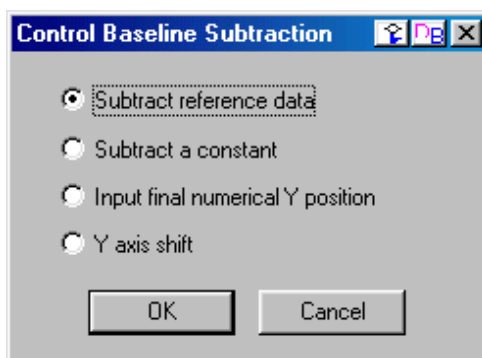 Control Baseline Subtraction
Subtract reference data
Subtract a constant
Input final numerical Y position
Y axis shift
OK Cancel